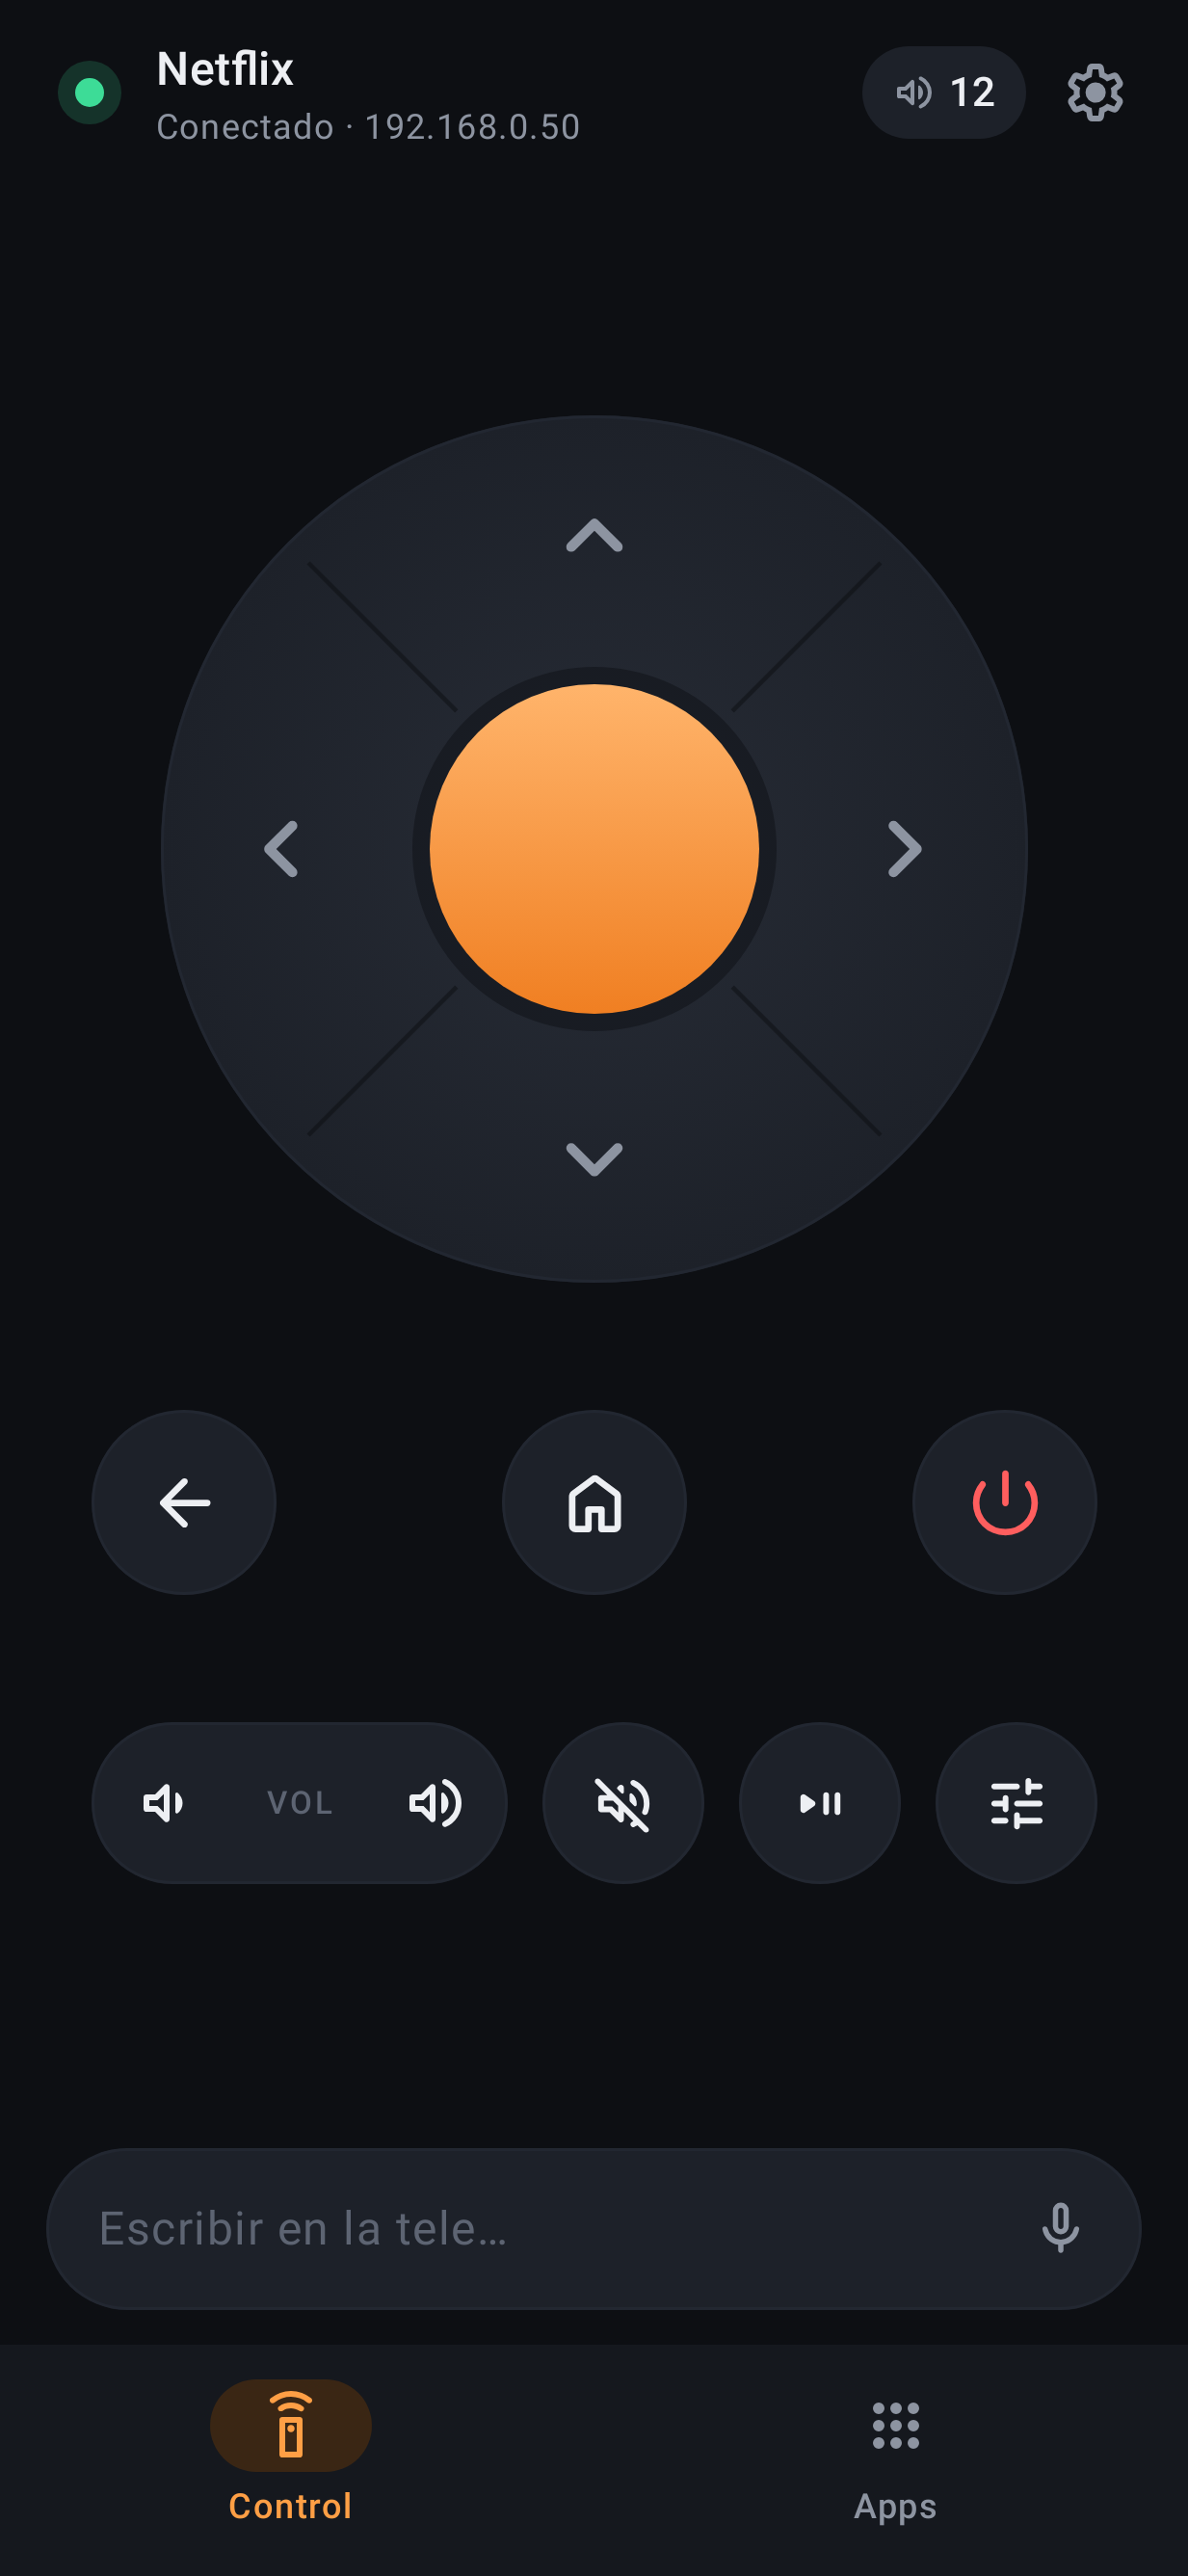 Netflix
Conectado · 192.168.0.50
12
VOL
Escribir en la tele…
Control
Apps